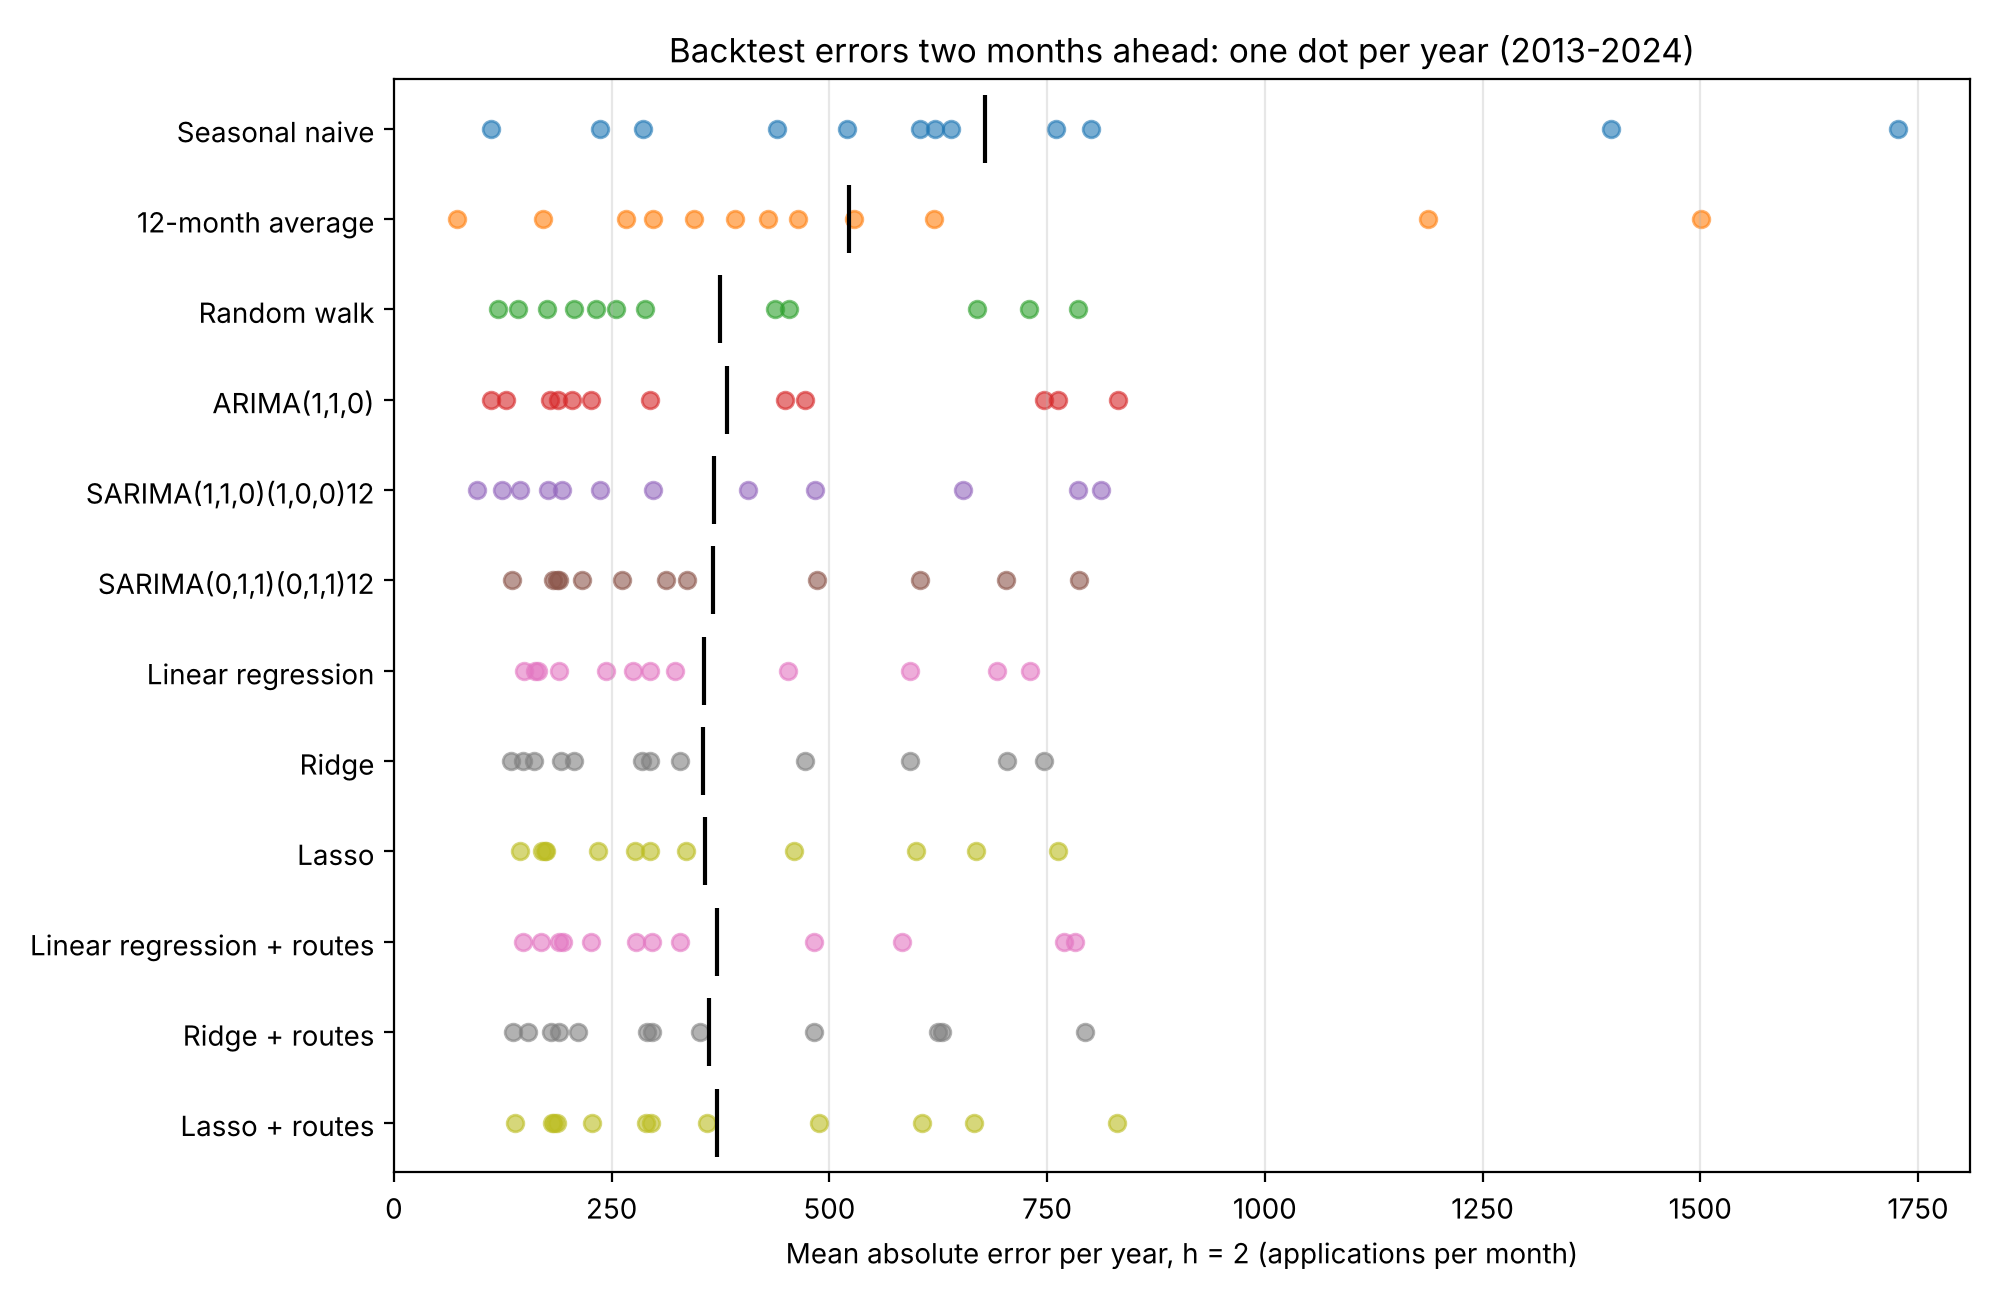 Backtest errors two months ahead: one dot per year (2013-2024)
Seasonal naive
12-month average
Random walk
ARIMA(1,1,0)
SARIMA(1,1,0)(1,0,0)12
SARIMA(0,1,1)(0,1,1)12
Linear regression
Ridge
Lasso
Linear regression + routes
Ridge + routes
Lasso + routes
0 250 500 750 1000 1250 1500 1750
Mean absolute error per year, h = 2 (applications per month)